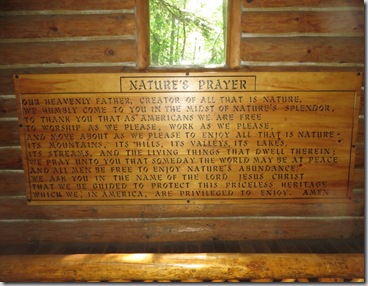 NATURE'S PRAYER
OUR HEAVENLY FATHER, CREATOR OF ALL THAT IS NATURE,
WE HUMBLY COME TO YOU IN THE MIDST OF NATURE'S SPLENDOR,
TO THANK YOU THAT AS AMERICANS WE ARE FREE
TO WORSHIP AS WE PLEASE, WORK AS WE PLEASE
AND MOVE ABOUT AS WE PLEASE TO ENJOY ALL THAT IS NATURE -
ITS MOUNTAINS, ITS HILLS, ITS VALLEYS, ITS LAKES,
ITS STREAMS, AND THE LIVING THINGS THAT DWELL THEREIN;
WE PRAY UNTO YOU THAT SOMEDAY THE WORLD MAY BE AT PEACE
AND ALL MEN BE FREE TO ENJOY NATURE'S ABUNDANCE.
WE ASK YOU IN THE NAME OF THE LORD JESUS CHRIST
THAT WE BE GUIDED TO PROTECT THIS PRICELESS HERITAGE
WHICH WE, IN AMERICA, ARE PRIVILEGED TO ENJOY. AMEN